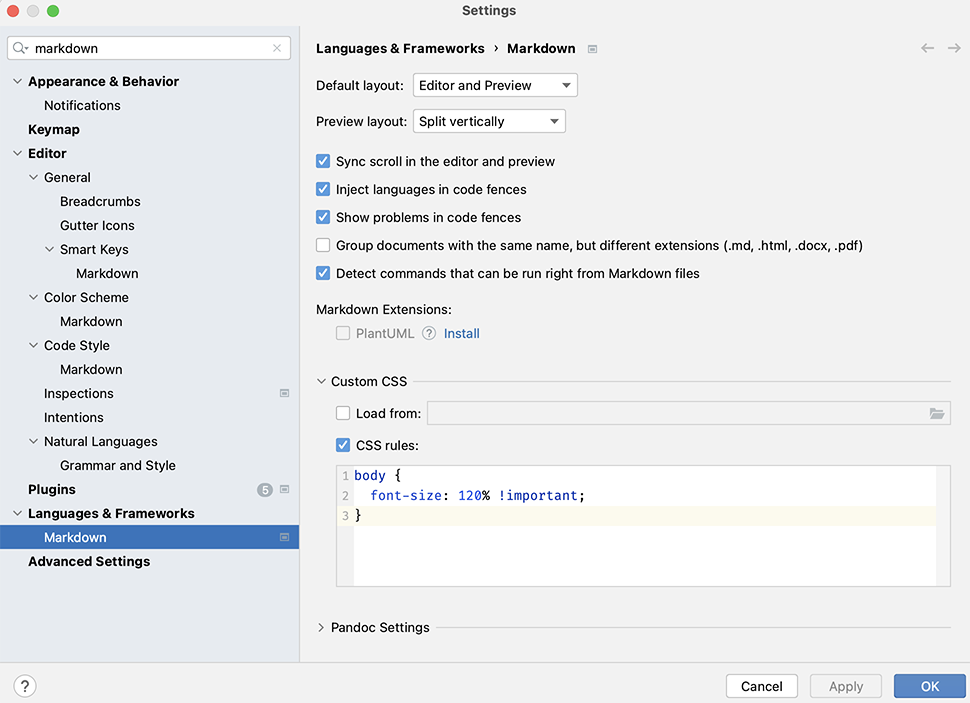 Settings
markdown
Appearance & Behavior
Notifications
Keymap
Editor
General
Breadcrumbs
Gutter Icons
Smart Keys
Markdown
Color Scheme
Markdown
Code Style
Markdown
Inspections
Intentions
Natural Languages
Grammar and Style
Plugins 5
Languages & Frameworks
Markdown
Advanced Settings
Languages & Frameworks › Markdown
Default layout: Editor and Preview
Preview layout: Split vertically
Sync scroll in the editor and preview
Inject languages in code fences
Show problems in code fences
Group documents with the same name, but different extensions (.md, .html, .docx, .pdf)
Detect commands that can be run right from Markdown files
Markdown Extensions:
PlantUML ? Install
Custom CSS
Load from:
CSS rules:
1 body {
2 font-size: 120% !important;
3 }
Pandoc Settings
? Cancel Apply OK